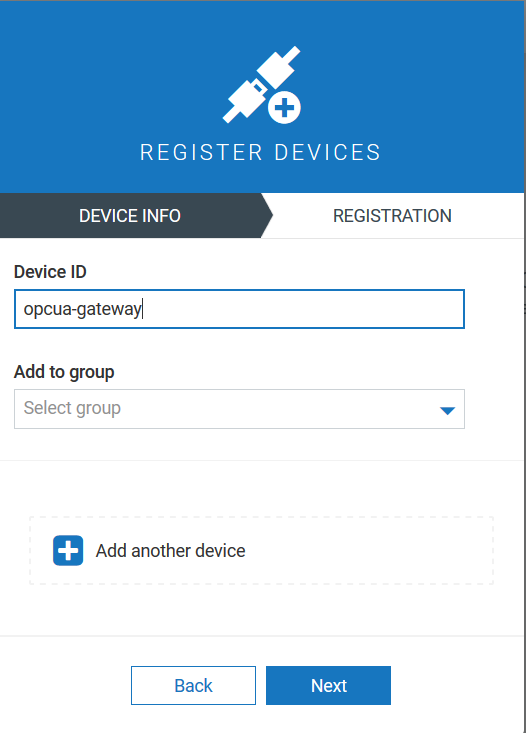 REGISTER DEVICES
DEVICE INFO
REGISTRATION
Device ID
opcua-gateway
Add to group
Select group
Add another device
Back
Next